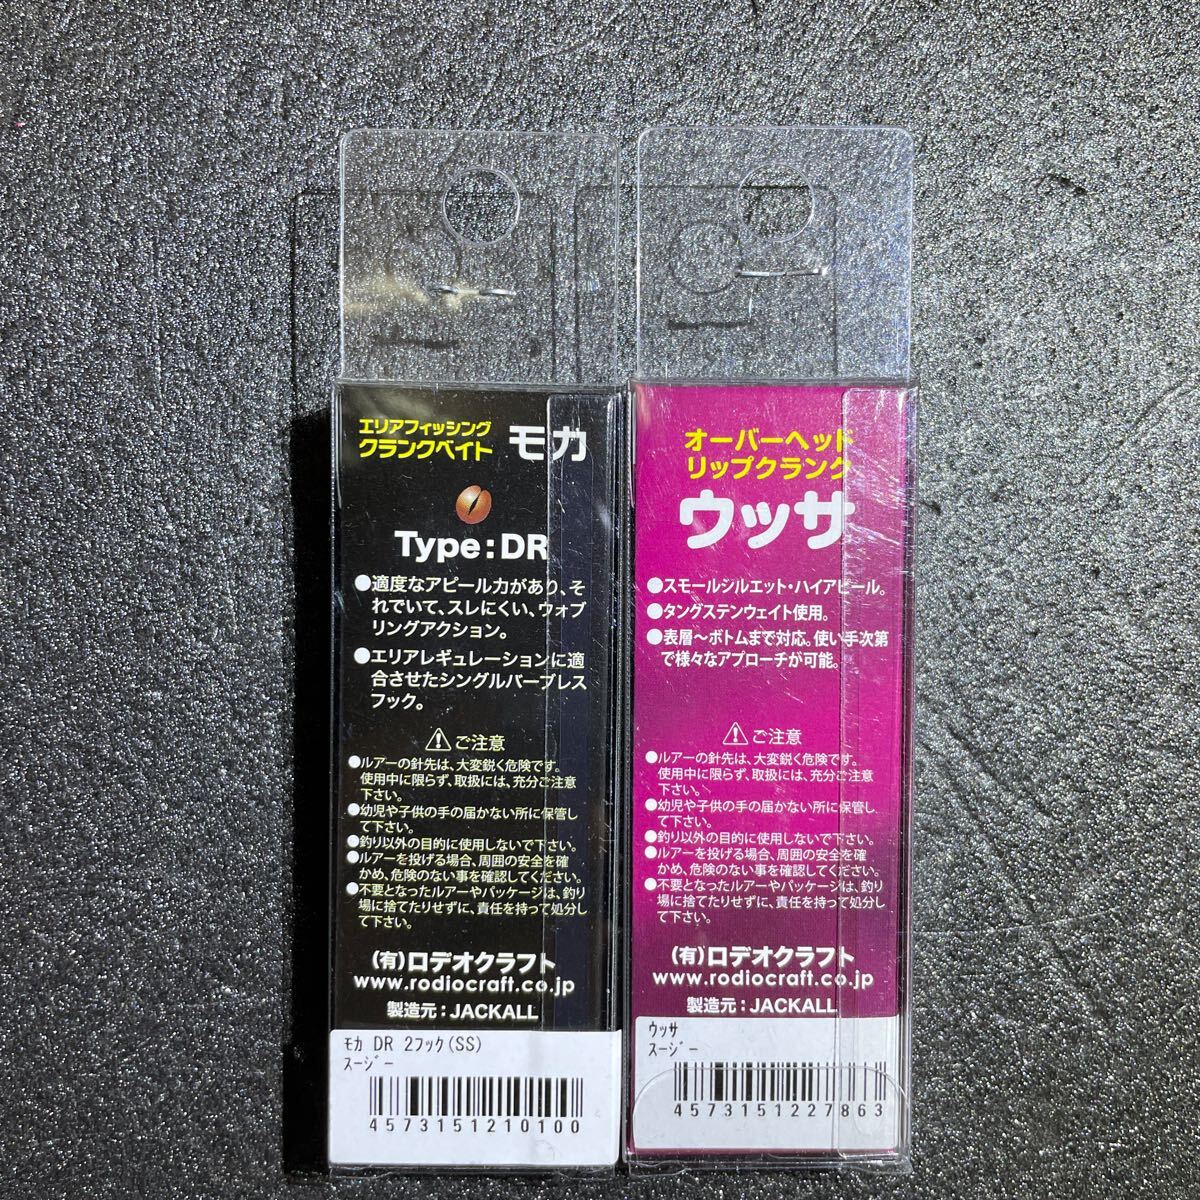 エリアフィッシング
クランクベイト モカ
Type:DR
●適度なアピール力があり、そ
れでいて、スレにくい、ウォブ
リングアクション。
●エリアレギュレーションに適
合させたシングルバーブレス
フック。
⚠ご注意
●ルアーの針先は、大変鋭く危険です。
使用中に限らず、取扱には、充分ご注意
下さい。
●幼児や子供の手の届かない所に保管し
て下さい。
●釣り以外の目的に使用しないで下さい。
●ルアーを投げる場合、周囲の安全を確
かめ、危険のない事を確認してください。
●不要となったルアーやパッケージは、釣り
場に捨てたりせずに、責任を持って処分し
て下さい。
(有)ロデオクラフト
www.rodiocraft.co.jp
製造元：JACKALL
ﾓｶ DR 2ﾌｯｸ(SS)
ｽｰｼﾞｰ
4573151210100
オーバーヘッド
リップクランク
ウッサ
●スモールシルエット・ハイアピール。
●タングステンウェイト使用。
●表層～ボトムまで対応。使い手次第
で様々なアプローチが可能。
⚠ご注意
●ルアーの針先は、大変鋭く危険です。
使用中に限らず、取扱には、充分ご注意
下さい。
●幼児や子供の手の届かない所に保管し
て下さい。
●釣り以外の目的に使用しないで下さい。
●ルアーを投げる場合、周囲の安全を確
かめ、危険のない事を確認してください。
●不要となったルアーやパッケージは、釣り
場に捨てたりせずに、責任を持って処分し
て下さい。
(有)ロデオクラフト
www.rodiocraft.co.jp
製造元：JACKALL
ｳｯｻ
ｽｰｼﾞｰ
4573151227863